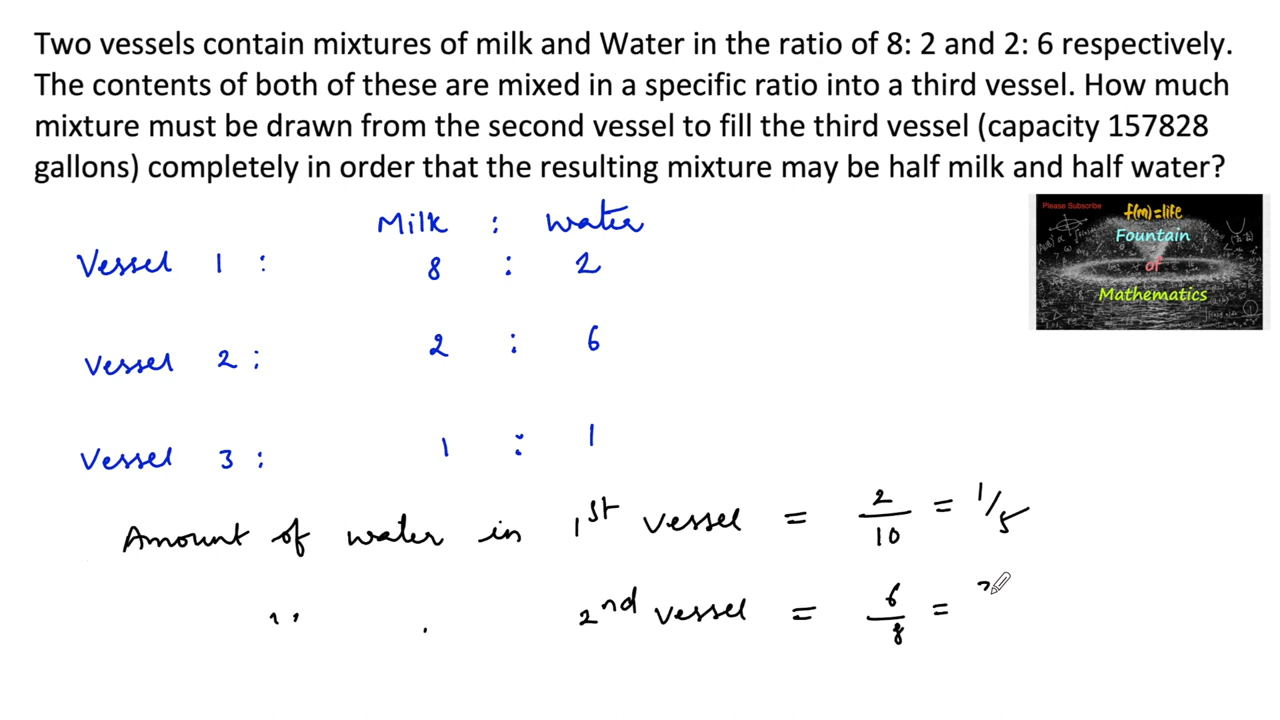 Two vessels contain mixtures of milk and Water in the ratio of 8: 2 and 2: 6 respectively.
The contents of both of these are mixed in a specific ratio into a third vessel. How much
mixture must be drawn from the second vessel to fill the third vessel (capacity 157828
gallons) completely in order that the resulting mixture may be half milk and half water?
Please Subscribe
f(m)=life
Fountain
of
Mathematics
Milk : Water
Vessel 1 : 8 : 2
Vessel 2 : 2 : 6
Vessel 3 : 1 : 1
Amount of water in 1st vessel = 2/10 = 1/5
" . 2nd vessel = 6/8 =